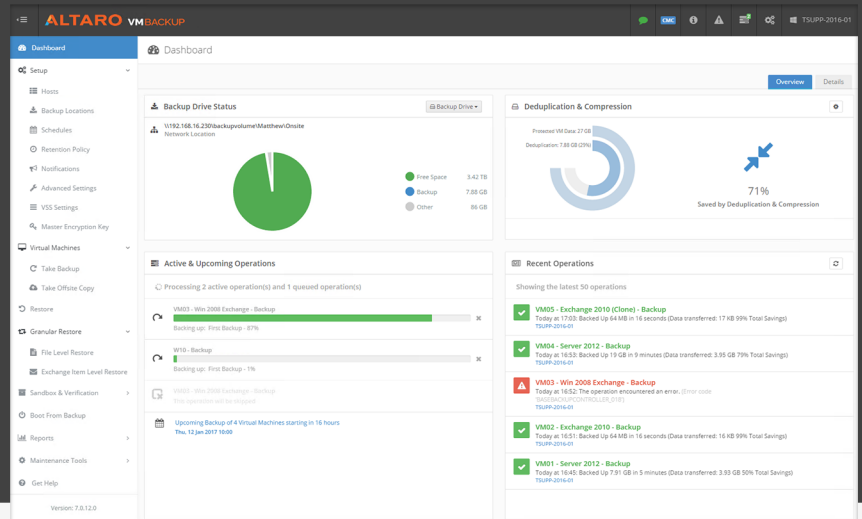 ALTARO VMBACKUP
CMC
TSUPP-2016-01
Dashboard
Setup
Hosts
Backup Locations
Schedules
Retention Policy
Notifications
Advanced Settings
VSS Settings
Master Encryption Key
Virtual Machines
Take Backup
Take Offsite Copy
Restore
Granular Restore
File Level Restore
Exchange Item Level Restore
Sandbox & Verification
Boot From Backup
Reports
Maintenance Tools
Get Help
Version: 7.0.12.0
Dashboard
Overview
Details
Backup Drive Status
Backup Drive
\\192.168.16.230\backupvolume\Matthew\Onsite
Network Location
Free Space 3.42 TB
Backup 7.88 GB
Other 86 GB
Deduplication & Compression
Protected VM Data: 27 GB
Deduplication: 7.88 GB (29%)
71%
Saved by Deduplication & Compression
Active & Upcoming Operations
Processing 2 active operation(s) and 1 queued operation(s)
VM03 - Win 2008 Exchange - Backup
Backing up: First Backup - 87%
W10 - Backup
Backing up: First Backup - 1%
Win 2008 Exchange - Backup
This operation will be skipped
Upcoming Backup of 4 Virtual Machines starting in 16 hours
Thu, 12 Jan 2017 10:00
Recent Operations
Showing the latest 50 operations
VM05 - Exchange 2010 (Clone) - Backup
Today at 17:03: Backed Up 64 MB in 16 seconds (Data transferred: 17 KB 99% Total Savings)
TSUPP-2016-01
VM04 - Server 2012 - Backup
Today at 16:53: Backed Up 19 GB in 9 minutes (Data transferred: 3.95 GB 79% Total Savings)
TSUPP-2016-01
VM03 - Win 2008 Exchange - Backup
Today at 16:52: The operation encountered an error. (Error code:
'BASEBACKUPCONTROLLER_018')
TSUPP-2016-01
VM02 - Exchange 2010 - Backup
Today at 16:51: Backed Up 64 MB in 16 seconds (Data transferred: 16 KB 99% Total Savings)
TSUPP-2016-01
VM01 - Server 2012 - Backup
Today at 16:45: Backed Up 7.91 GB in 5 minutes (Data transferred: 3.93 GB 50% Total Savings)
TSUPP-2016-01